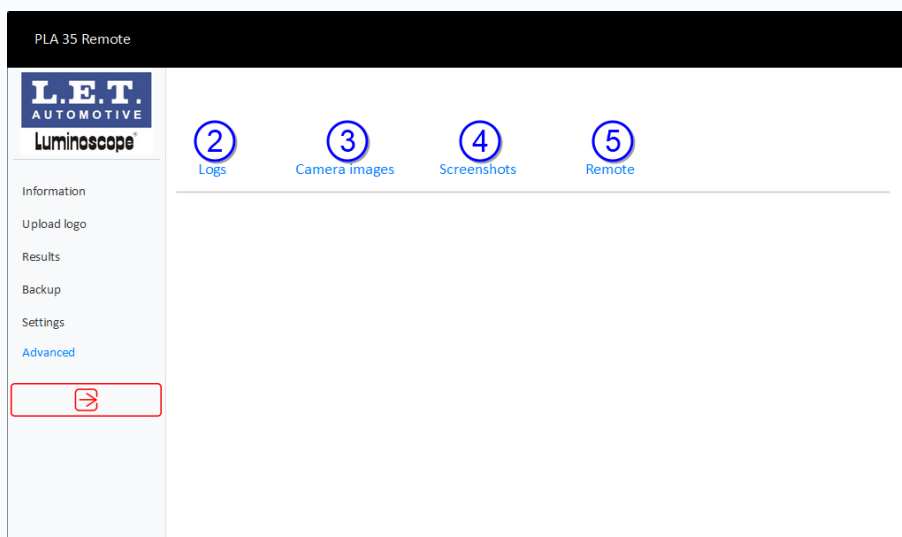 PLA 35 Remote
L.E.T.
AUTOMOTIVE
Luminoscope®
Information
Upload logo
Results
Backup
Settings
Advanced
2 3 4 5
Logs Camera images Screenshots Remote